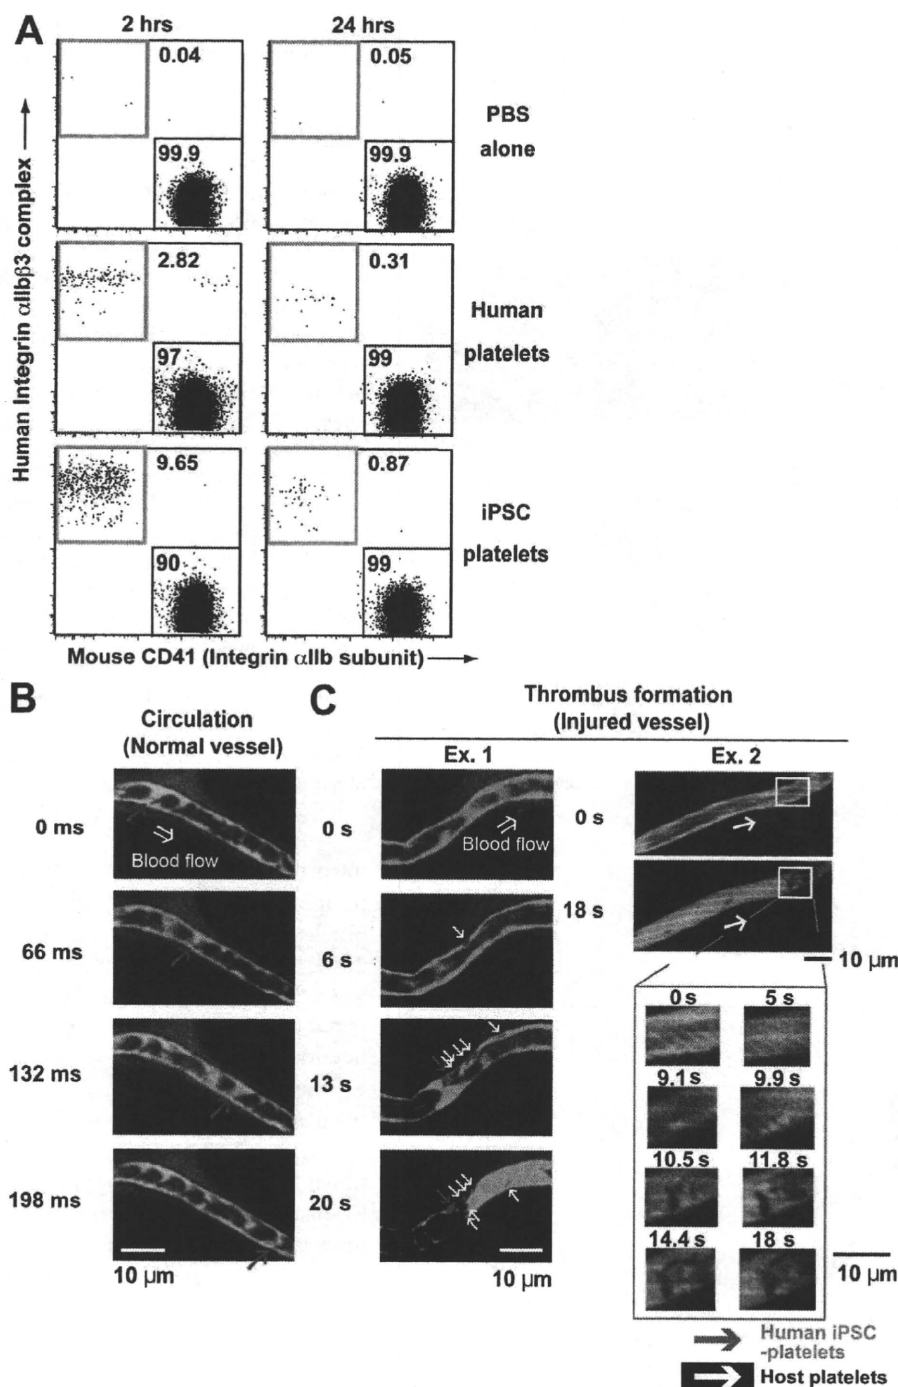 A
2 hrs
24 hrs
Human Integrin αIIbβ3 complex
0.04
0.05
PBS
alone
99.9
99.9
2.82
0.31
Human
platelets
97
99
9.65
0.87
iPSC
platelets
90
99
Mouse CD41 (Integrin αIIb subunit)
B
C
Circulation
(Normal vessel)
Thrombus formation
(Injured vessel)
Ex. 1
Ex. 2
0 ms
Blood flow
0 s
Blood flow
0 s
18 s
66 ms
6 s
10 µm
0 s
5 s
132 ms
13 s
9.1 s
9.9 s
10.5 s
11.8 s
198 ms
20 s
14.4 s
18 s
10 µm
10 µm
10 µm
Human iPSC
-platelets
Host platelets